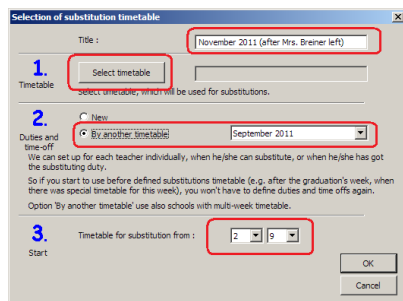 Selection of substitution timetable
Title :
November 2011 (after Mrs. Breiner left)
1.
Timetable
Select timetable
Select timetable, which will be used for substitutions.
2.
Duties and
time-off
New
By another timetable
September 2011
We can set up for each teacher individually, when he/she can substitute, or when he/she has got
the substituting duty.
So if you start to use before defined substitutions timetable (e.g. after the graduation's week, when
there was special timetable for this week), you won't have to define duties and time offs again.
Option 'By another timetable' use also schools with multi-week timetable.
3.
Start
Timetable for substitution from :
2
9
OK
Cancel